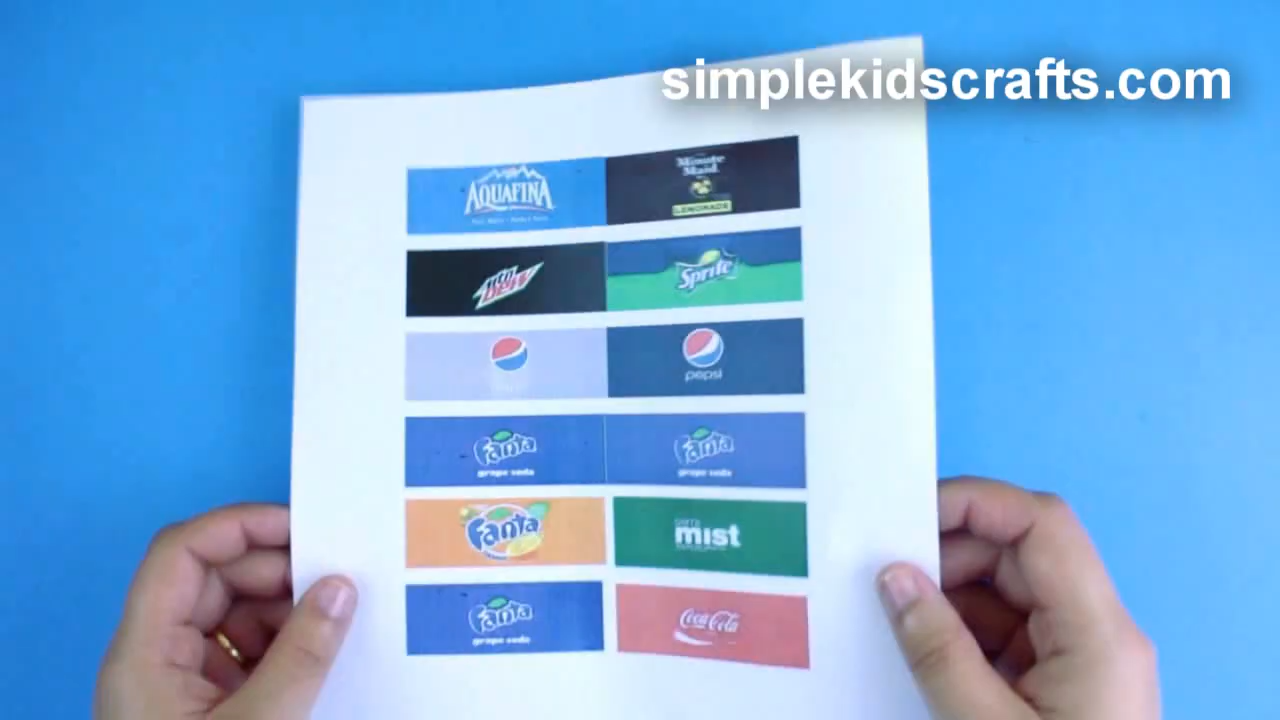 simplekidscrafts.com
AQUAFINA
Minute
Maid
LEMONADE
mtn
DEW
Sprite
pepsi
Fanta
grape soda
Fanta
grape soda
Fanta
sierra
mist
Fanta
grape soda
Coca-Cola